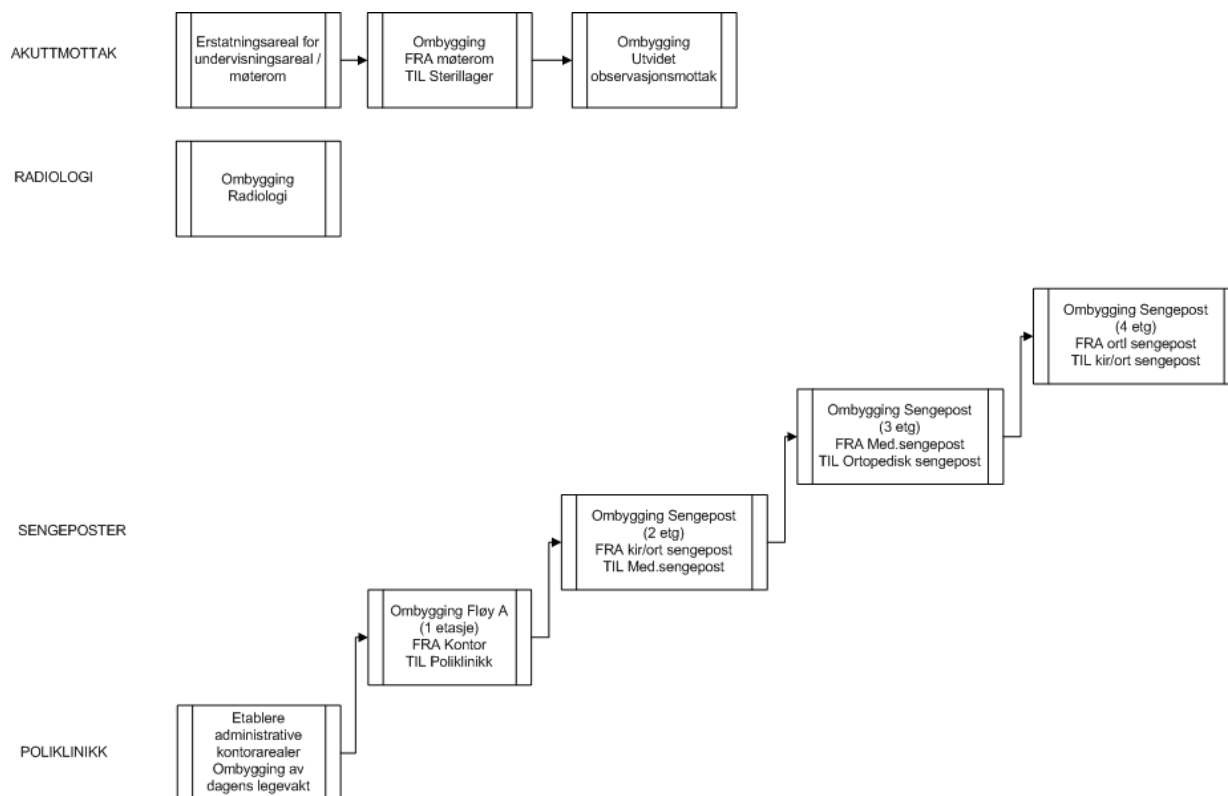 AKUTTMOTTAK
Erstatningsareal for
undervisningsareal /
møterom
Ombygging
FRA møterom
TIL Sterillager
Ombygging
Utvidet
observasjonsmottak
RADIOLOGI
Ombygging
Radiologi
Ombygging Sengepost
(4 etg)
FRA ortl sengepost
TIL kir/ort sengepost
Ombygging Sengepost
(3 etg)
FRA Med.sengepost
TIL Ortopedisk sengepost
SENGEPOSTER
Ombygging Sengepost
(2 etg)
FRA kir/ort sengepost
TIL Med.sengepost
Ombygging Fløy A
(1 etasje)
FRA Kontor
TIL Poliklinikk
POLIKLINIKK
Etablere
administrative
kontorarealer
Ombygging av
dagens legevakt